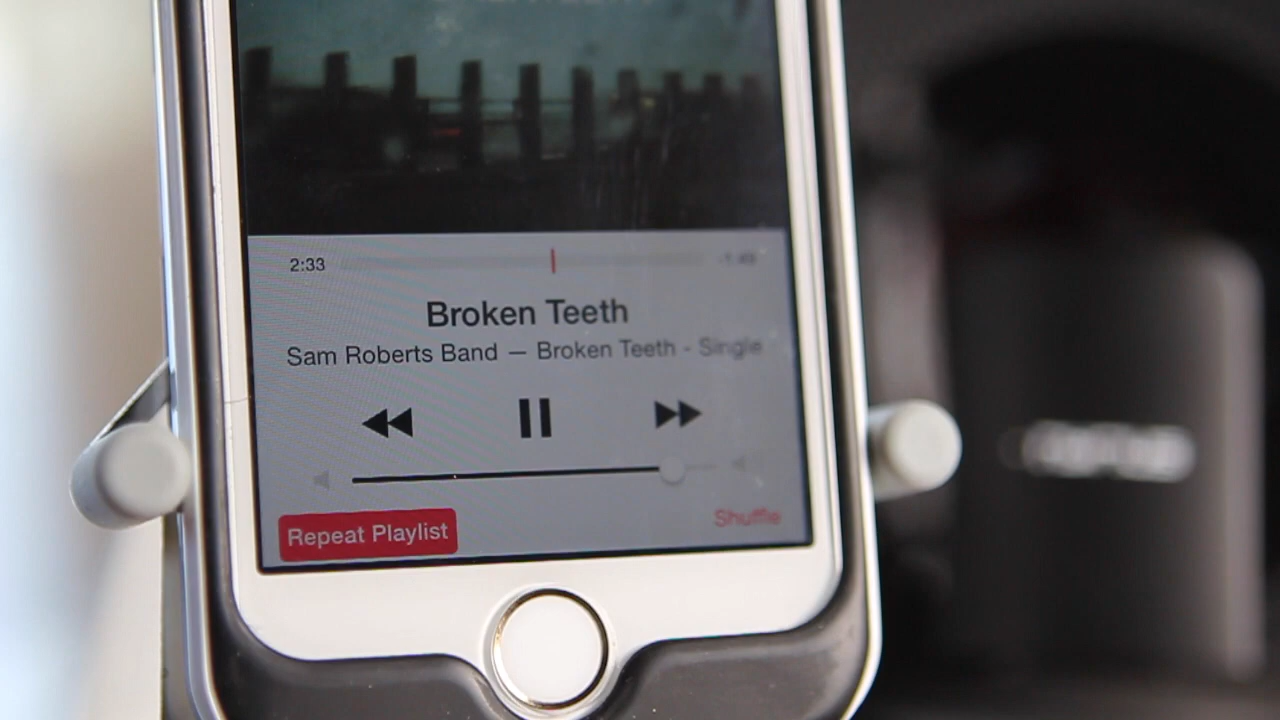 2:33
Broken Teeth
Sam Roberts Band — Broken Teeth - Single
Repeat Playlist
Shuffle